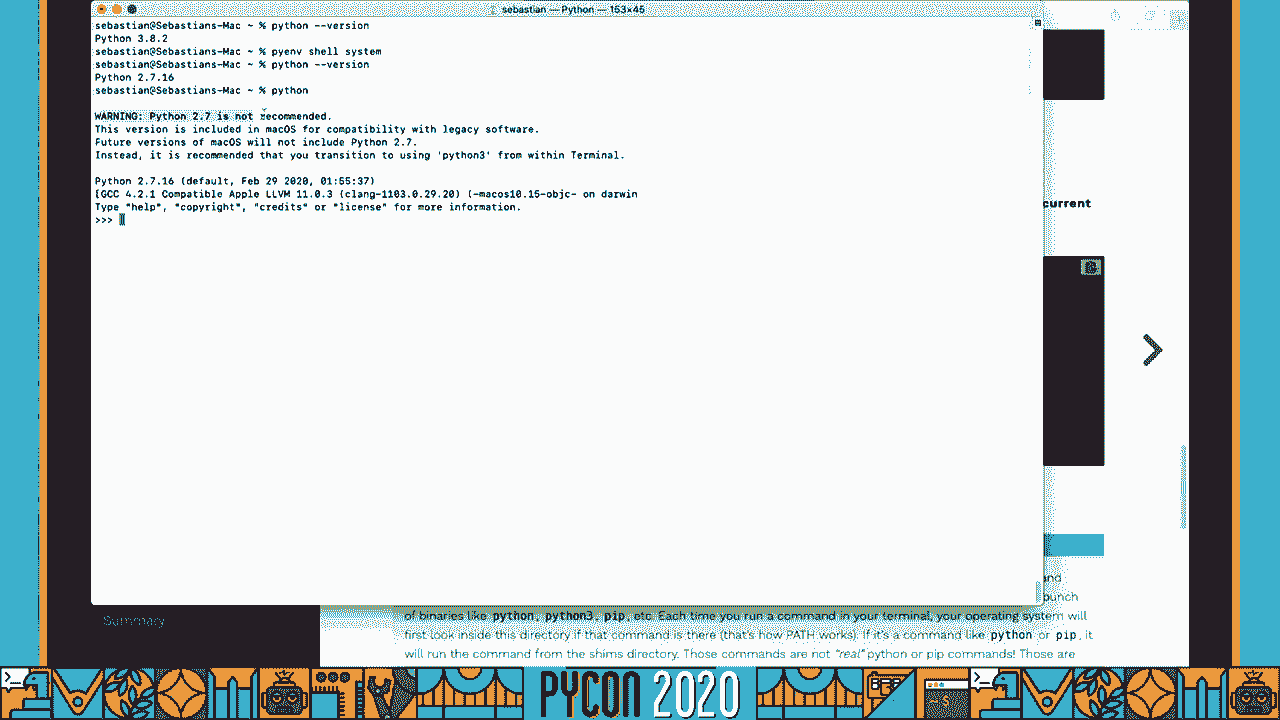 sebastian — Python — 153×45
sebastian@Sebastians-Mac ~ % python --version
Python 3.8.2
sebastian@Sebastians-Mac ~ % pyenv shell system
sebastian@Sebastians-Mac ~ % python --version
Python 2.7.16
sebastian@Sebastians-Mac ~ % python
WARNING: Python 2.7 is not recommended.
This version is included in macOS for compatibility with legacy software.
Future versions of macOS will not include Python 2.7.
Instead, it is recommended that you transition to using 'python3' from within Terminal.
Python 2.7.16 (default, Feb 29 2020, 01:55:37)
[GCC 4.2.1 Compatible Apple LLVM 11.0.3 (clang-1103.0.29.20) (-macos10.15-objc- on darwin
Type "help", "copyright", "credits" or "license" for more information.
>>>
current
and
bunch
of binaries like python, python3, pip, etc. Each time you run a command in your terminal, your operating system will
first look inside this directory if that command is there (that's how PATH works). If it's a command like python or pip, it
will run the command from the shims directory. Those commands are not "real" python or pip commands! Those are
Summary
PYCON 2020